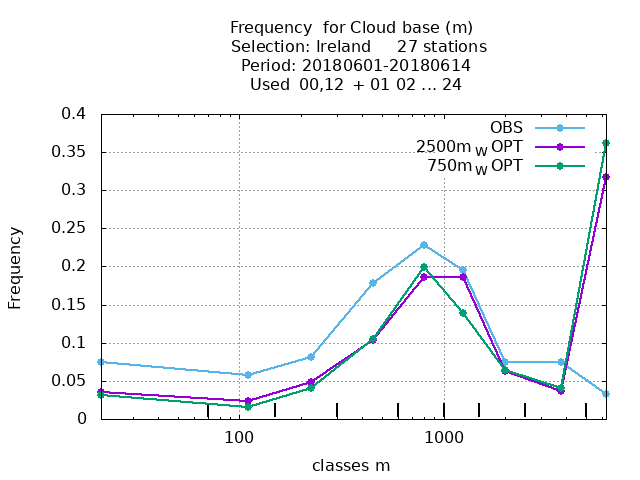 Frequency  for Cloud base (m)
Selection: Ireland     27 stations
Period: 20180601-20180614
Used  00,12  + 01 02 ... 24
OBS
2500m_W OPT
750m_W OPT
0.4
0.35
0.3
0.25
0.2
0.15
0.1
0.05
0
Frequency
100
1000
classes m